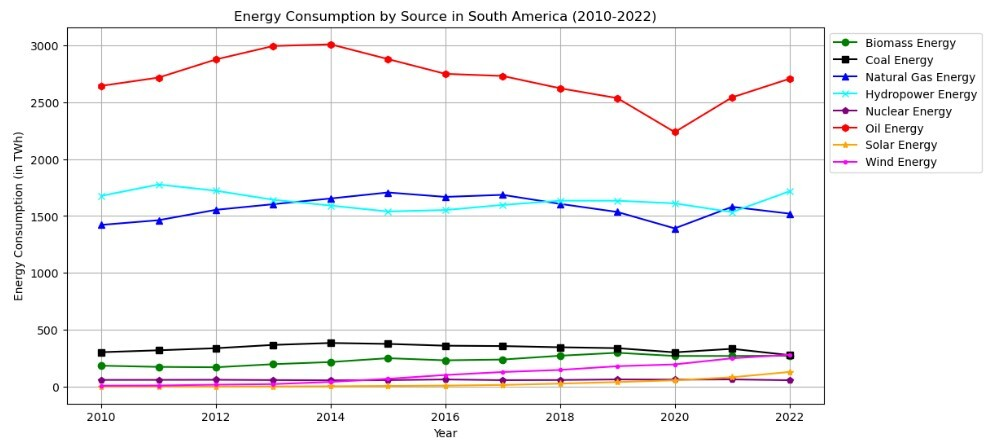 Energy Consumption by Source in South America (2010-2022)
Energy Consumption (in TWh)
3000
2500
2000
1500
1000
500
0
2010
2012
2014
2016
2018
2020
2022
Year
Biomass Energy
Coal Energy
Natural Gas Energy
Hydropower Energy
Nuclear Energy
Oil Energy
Solar Energy
Wind Energy